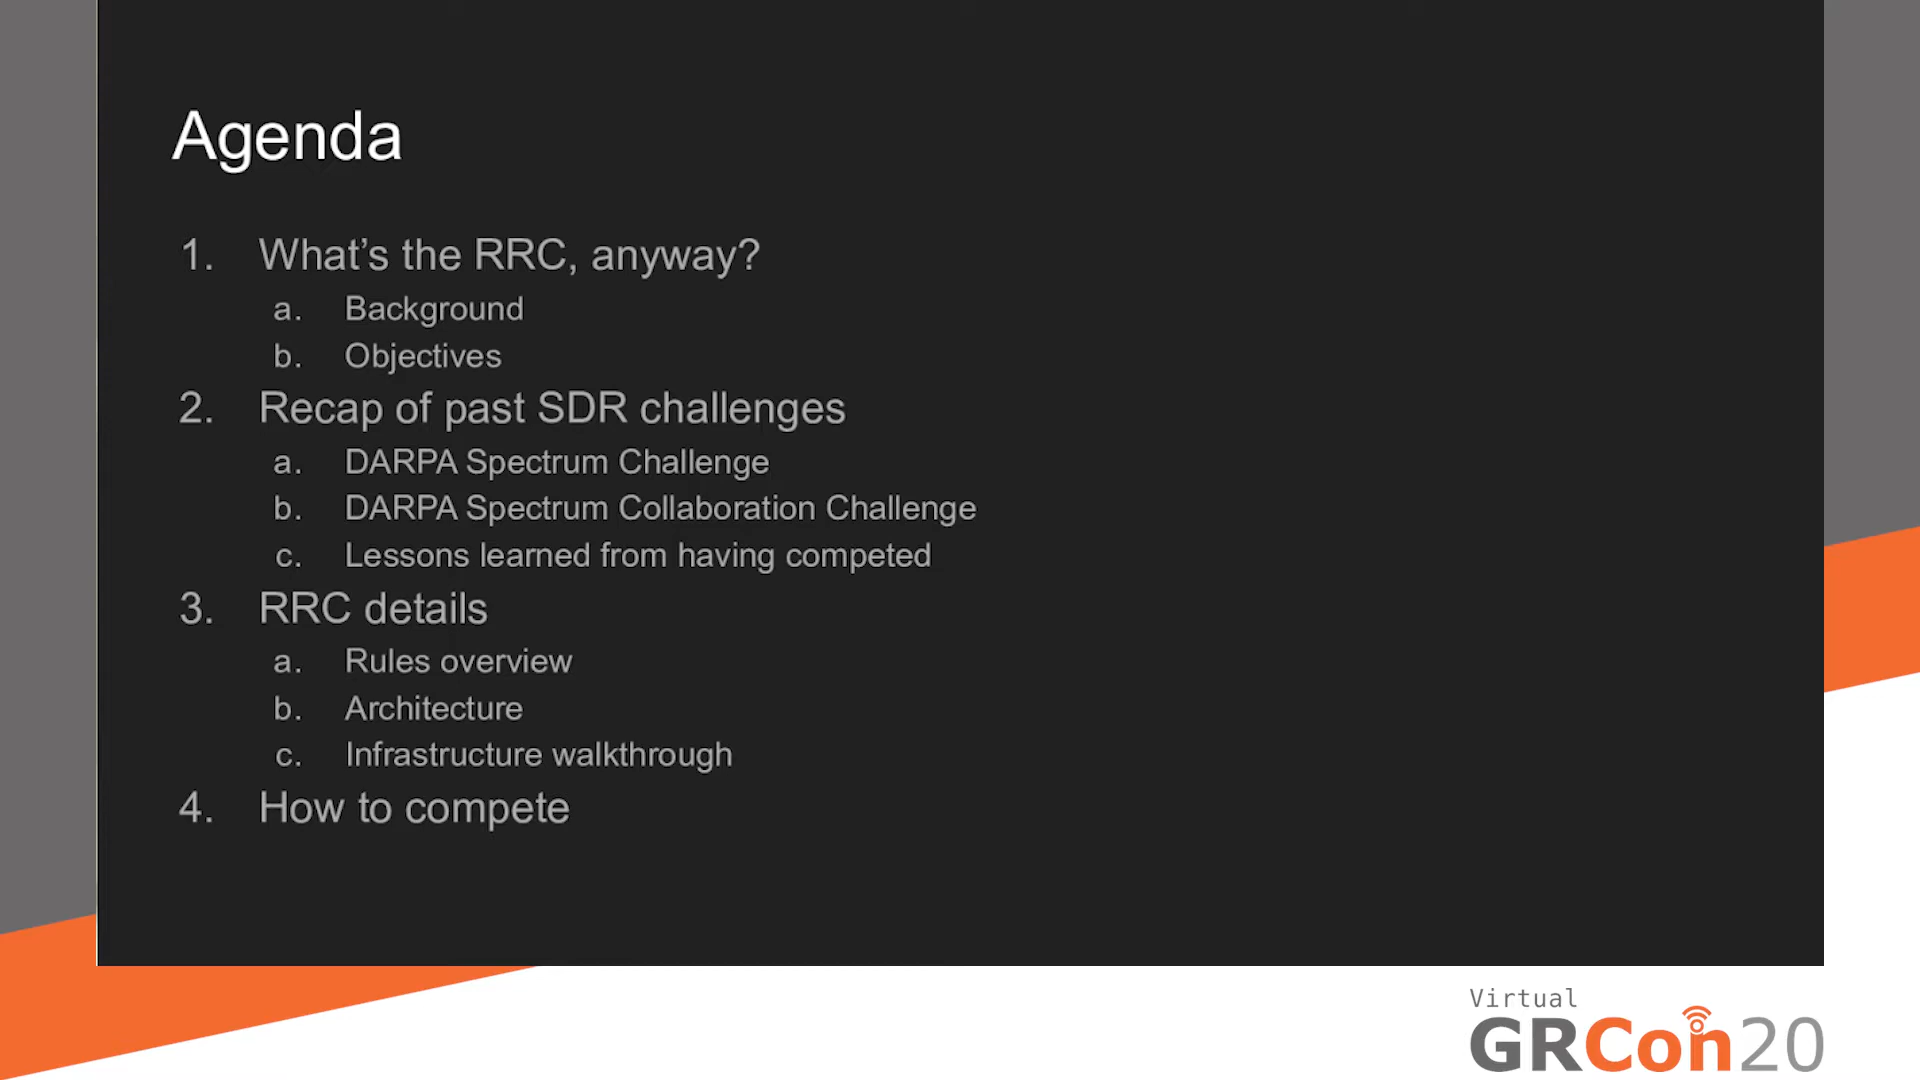 Agenda
1. What's the RRC, anyway?
a. Background
b. Objectives
2. Recap of past SDR challenges
a. DARPA Spectrum Challenge
b. DARPA Spectrum Collaboration Challenge
c. Lessons learned from having competed
3. RRC details
a. Rules overview
b. Architecture
c. Infrastructure walkthrough
4. How to compete
Virtual
GRCon20